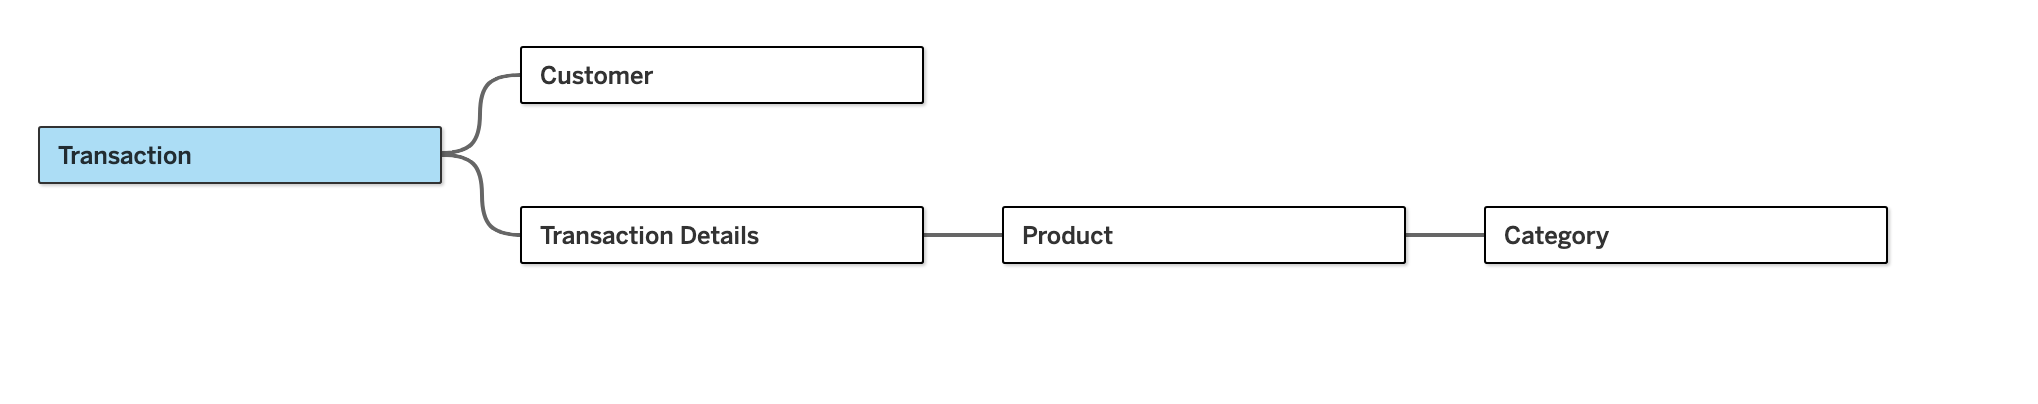 Customer
Transaction
Transaction Details
Product
Category